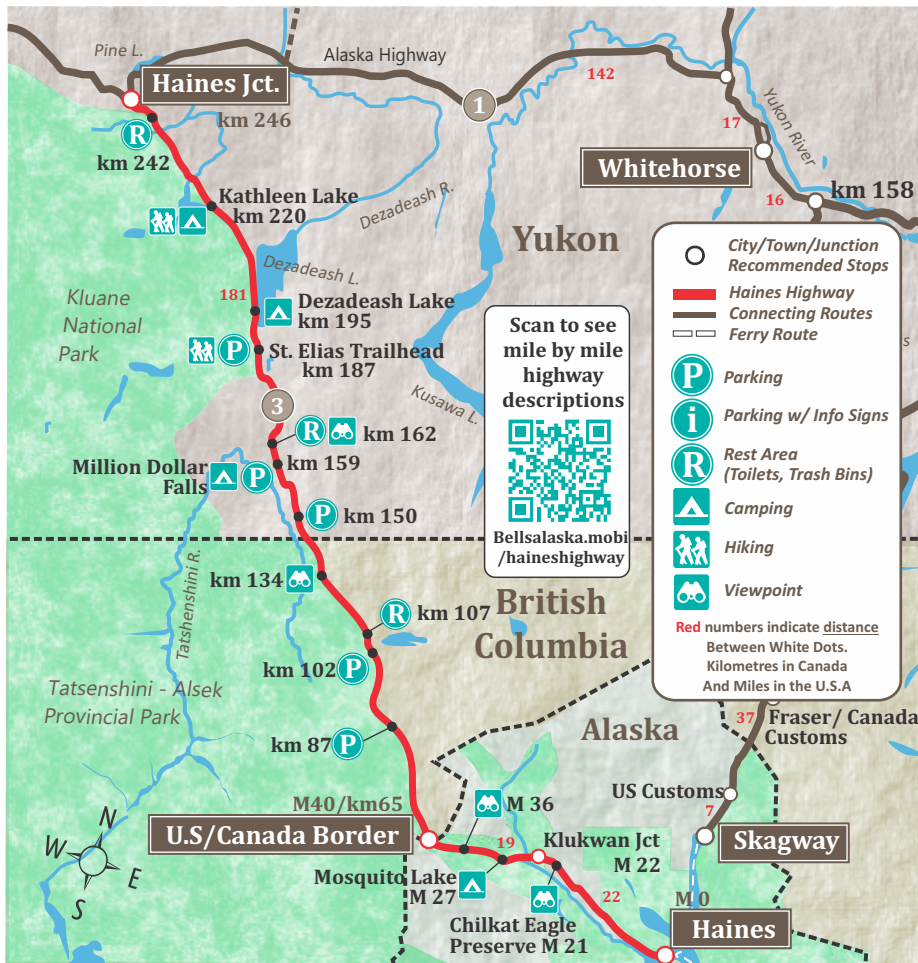 Pine L.
Alaska Highway
142
Haines Jct.
km 246
1
17
Yukon River
R
km 242
Whitehorse
16
km 158
Kathleen Lake
km 220
Dezadeash R.
Yukon
Dezadeash L.
181
Kluane
National
Park
Dezadeash Lake
km 195
P
St. Elias Trailhead
km 187
3
Kusawa L.
R
km 162
Million Dollar
Falls
P
km 159
P
km 150
Scan to see
mile by mile
highway
descriptions
Bellsalaska.mobi
/haineshighway
City/Town/Junction
Recommended Stops
Haines Highway
Connecting Routes
Ferry Route
P
Parking
i
Parking w/ Info Signs
R
Rest Area
(Toilets, Trash Bins)
Camping
Hiking
Viewpoint
Red numbers indicate distance
Between White Dots.
Kilometres in Canada
And Miles in the U.S.A
s
km 134
Tatshenshini R.
R
km 107
British
Columbia
km 102
P
Tatsenshini - Alsek
Provincial Park
km 87
P
Alaska
37
Fraser/ Canada
Customs
US Customs
7
Skagway
M40/km65
U.S/Canada Border
M 36
19
Klukwan Jct
M 22
Mosquito Lake
M 27
Chilkat Eagle
Preserve M 21
22
M 0
Haines
N
W
E
S